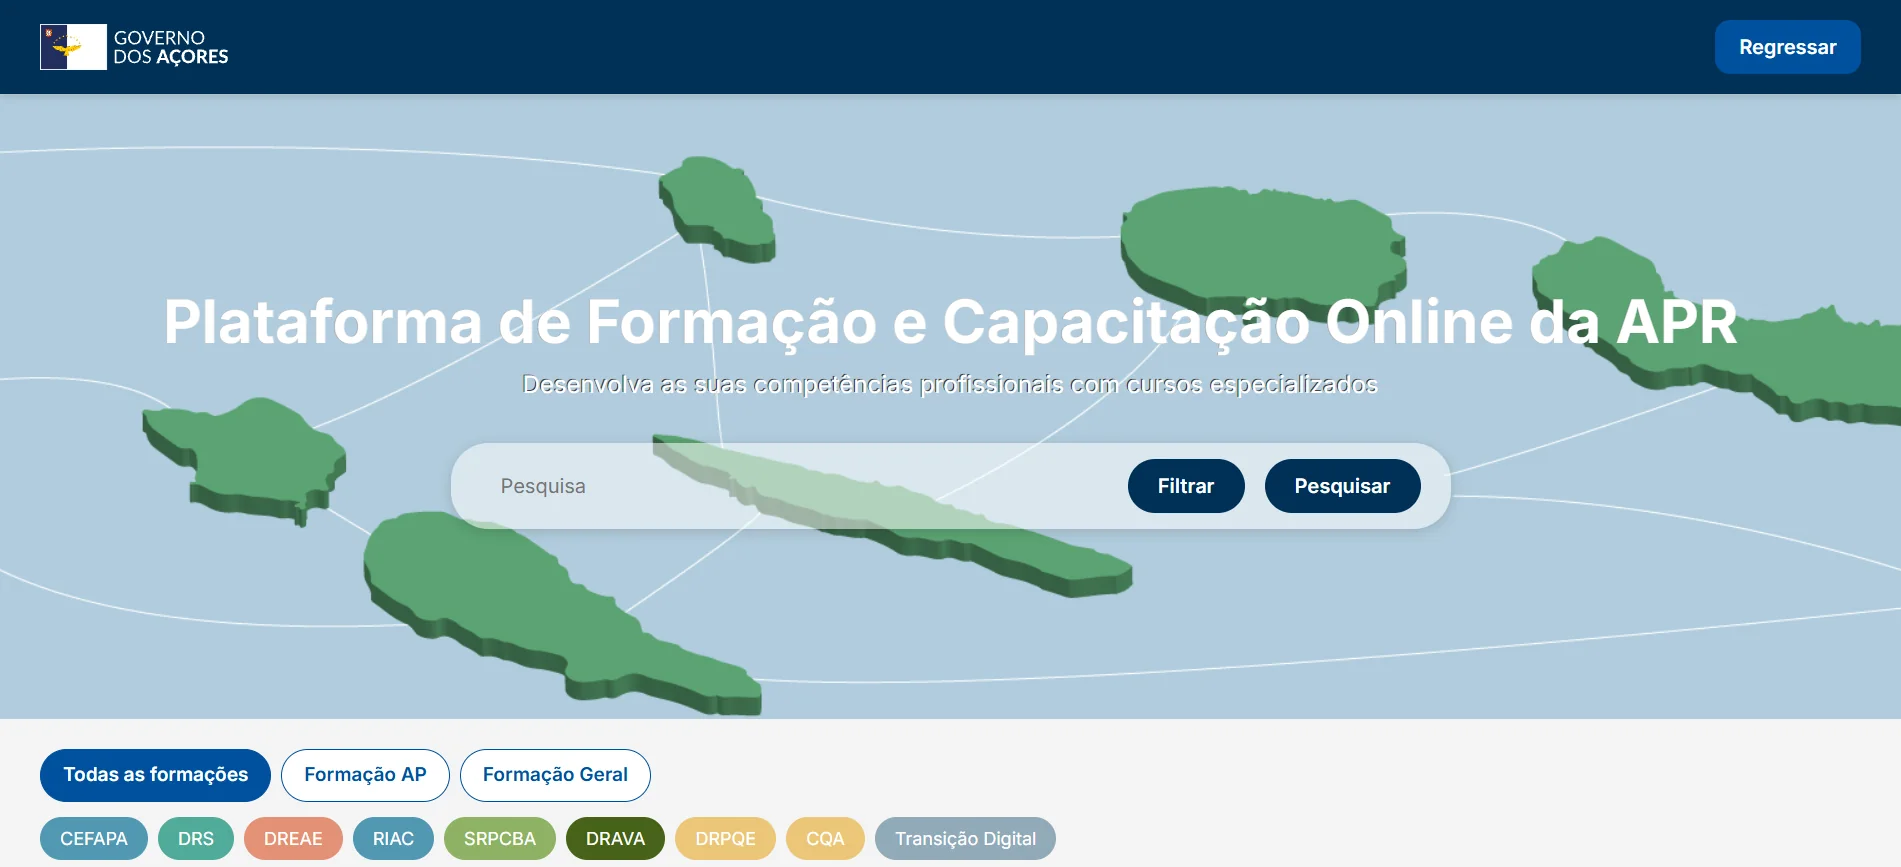 GOVERNO
DOS AÇORES
Regressar
Plataforma de Formação e Capacitação Online da APR
Desenvolva as suas competências profissionais com cursos especializados
Pesquisa
Filtrar
Pesquisar
Todas as formações
Formação AP
Formação Geral
CEFAPA
DRS
DREAE
RIAC
SRPCBA
DRAVA
DRPQE
CQA
Transição Digital